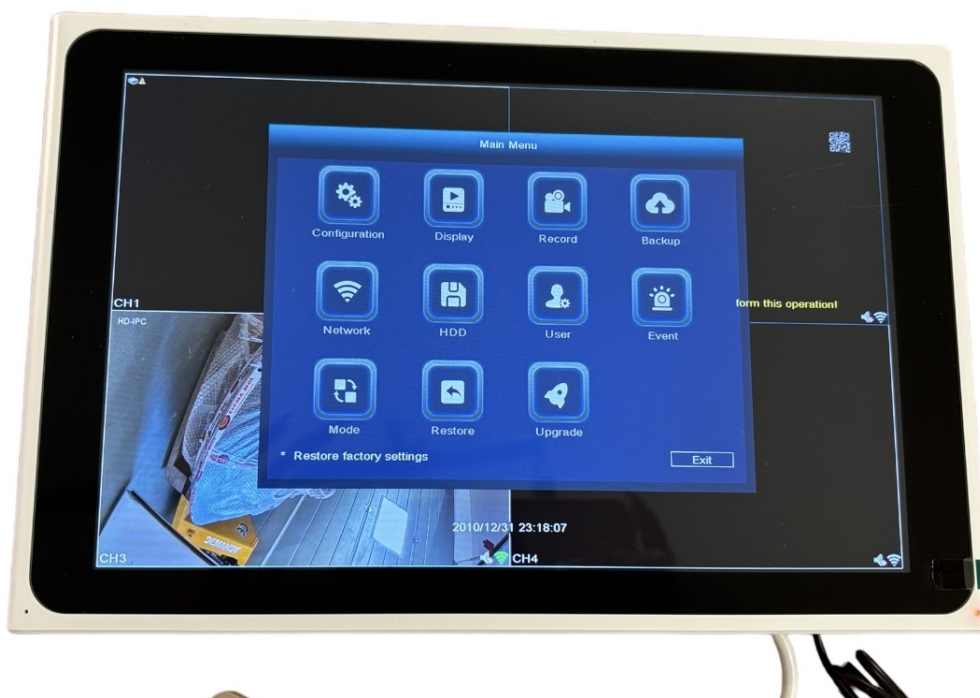 Main Menu
Configuration
Display
Record
Backup
CH1
form this operation!
HD-IPC
Network
HDD
User
Event
Mode
Restore
Upgrade
* Restore factory settings
Exit
2010/12/31 23:18:07
CH3
CH4